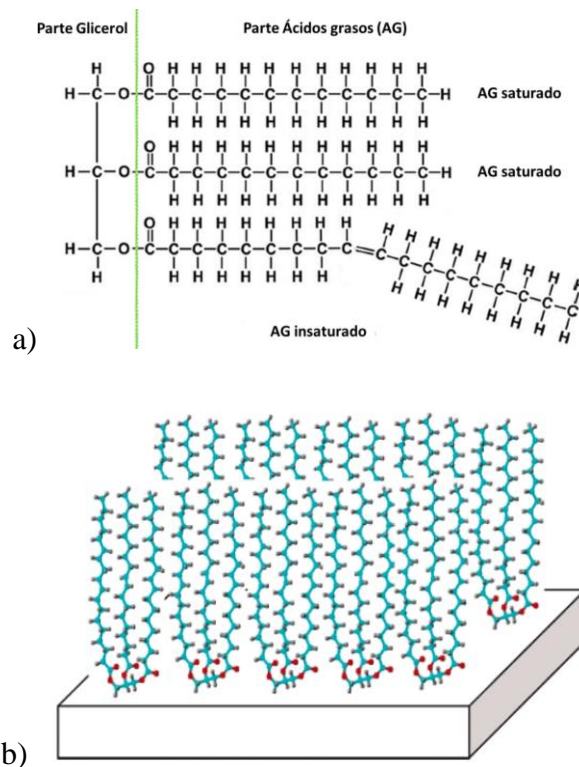 Parte Glicerol Parte Ácidos grasos (AG)
H O H H H H H H H H H H H
H–C–O–C–C–C–C–C–C–C–C–C–C–C–C–H AG saturado
H H H H H H H H H H H
O H H H H H H H H H H H
H–C–O–C–C–C–C–C–C–C–C–C–C–C–C–H AG saturado
H H H H H H H H H H H
O H H H H H H H H
H–C–O–C–C–C–C–C–C–C–C–C=C–C–C–C–C–C–C–C–C
H H H H H H H H
AG insaturado
a)
b)